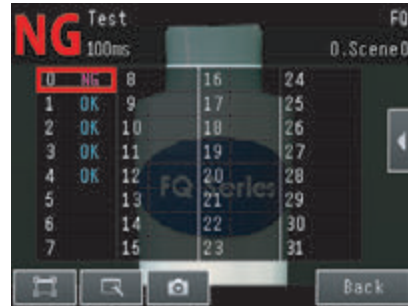 NG Test FQ
100ms 0.Scene0
0 NG 8 16 24
1 OK 9 17 25
2 OK 10 18 26
3 OK 11 19 27
4 OK 12 20 28
5 13 21 29
6 14 22 30
7 15 23 31
FQ Series
Back